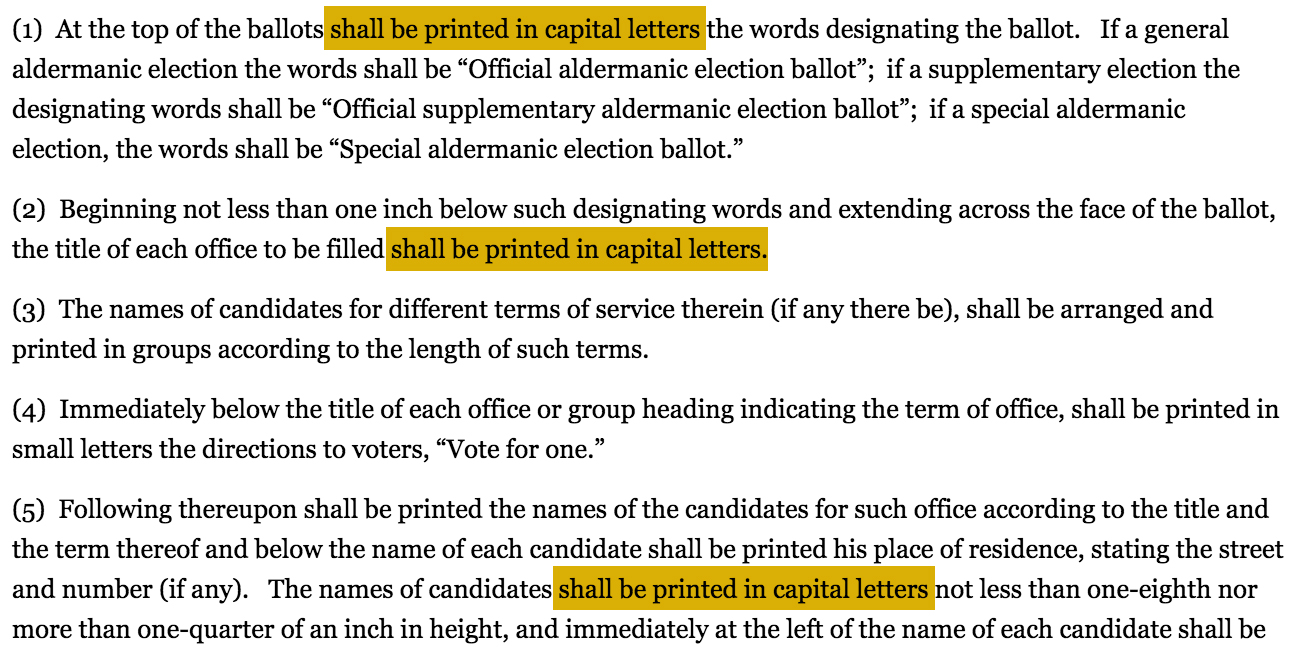 (1) At the top of the ballots shall be printed in capital letters the words designating the ballot. If a general
aldermanic election the words shall be “Official aldermanic election ballot”; if a supplementary election the
designating words shall be “Official supplementary aldermanic election ballot”; if a special aldermanic
election, the words shall be “Special aldermanic election ballot.”
(2) Beginning not less than one inch below such designating words and extending across the face of the ballot,
the title of each office to be filled shall be printed in capital letters.
(3) The names of candidates for different terms of service therein (if any there be), shall be arranged and
printed in groups according to the length of such terms.
(4) Immediately below the title of each office or group heading indicating the term of office, shall be printed in
small letters the directions to voters, “Vote for one.”
(5) Following thereupon shall be printed the names of the candidates for such office according to the title and
the term thereof and below the name of each candidate shall be printed his place of residence, stating the street
and number (if any). The names of candidates shall be printed in capital letters not less than one-eighth nor
more than one-quarter of an inch in height, and immediately at the left of the name of each candidate shall be